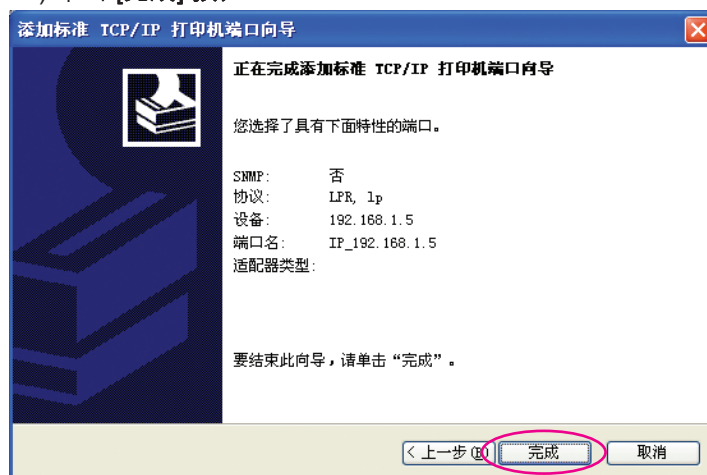 添加标准 TCP/IP 打印机端口向导
正在完成添加标准 TCP/IP 打印机端口向导
您选择了具有下面特性的端口。
SNMP: 否
协议: LPR, lp
设备: 192.168.1.5
端口名: IP_192.168.1.5
适配器类型:
要结束此向导，请单击“完成”。
< 上一步(B) 完成 取消